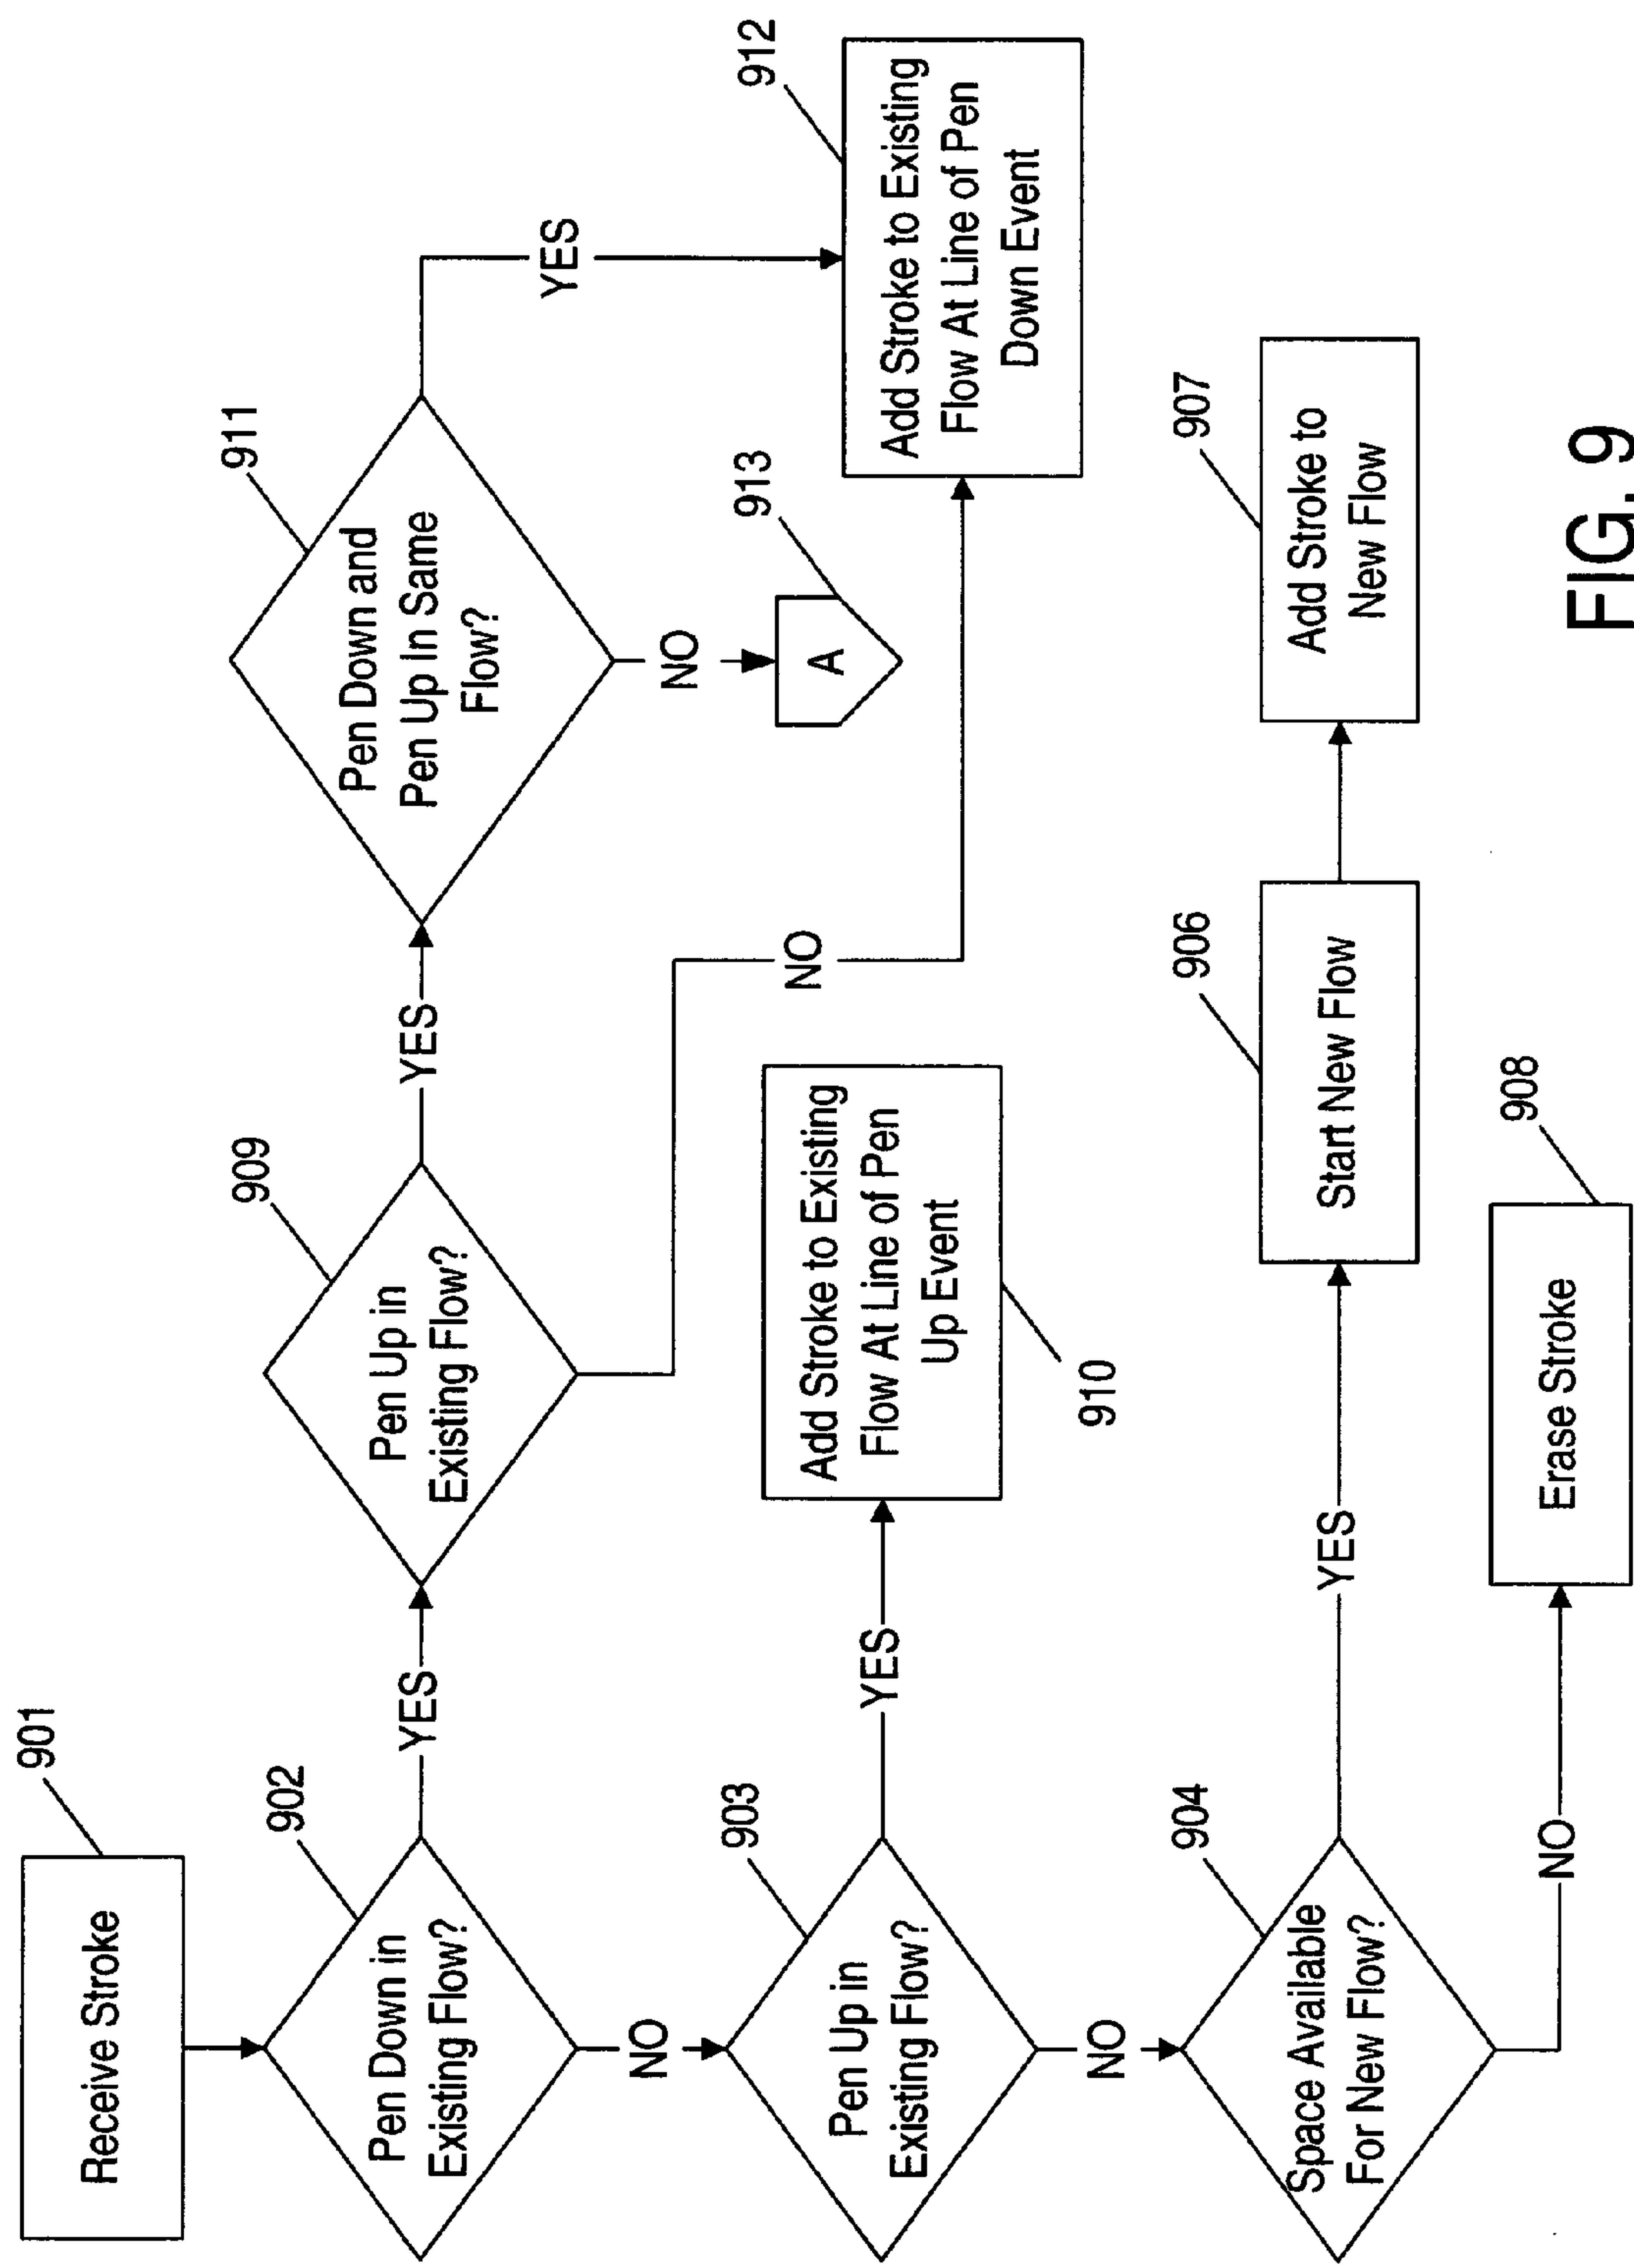 901
Receive Stroke
902
Pen Down in
Existing Flow?
YES
NO
909
Pen Up in
Existing Flow?
YES
NO
911
Pen Down and
Pen Up In Same
Flow?
YES
NO
913
A
912
Add Stroke to Existing
Flow At Line of Pen
Down Event
903
Pen Up in
Existing Flow?
YES
NO
Add Stroke to Existing
Flow At Line of Pen
Up Event
910
904
Space Available
For New Flow?
YES
NO
906
Start New Flow
907
Add Stroke to
New Flow
908
Erase Stroke
FIG. 9